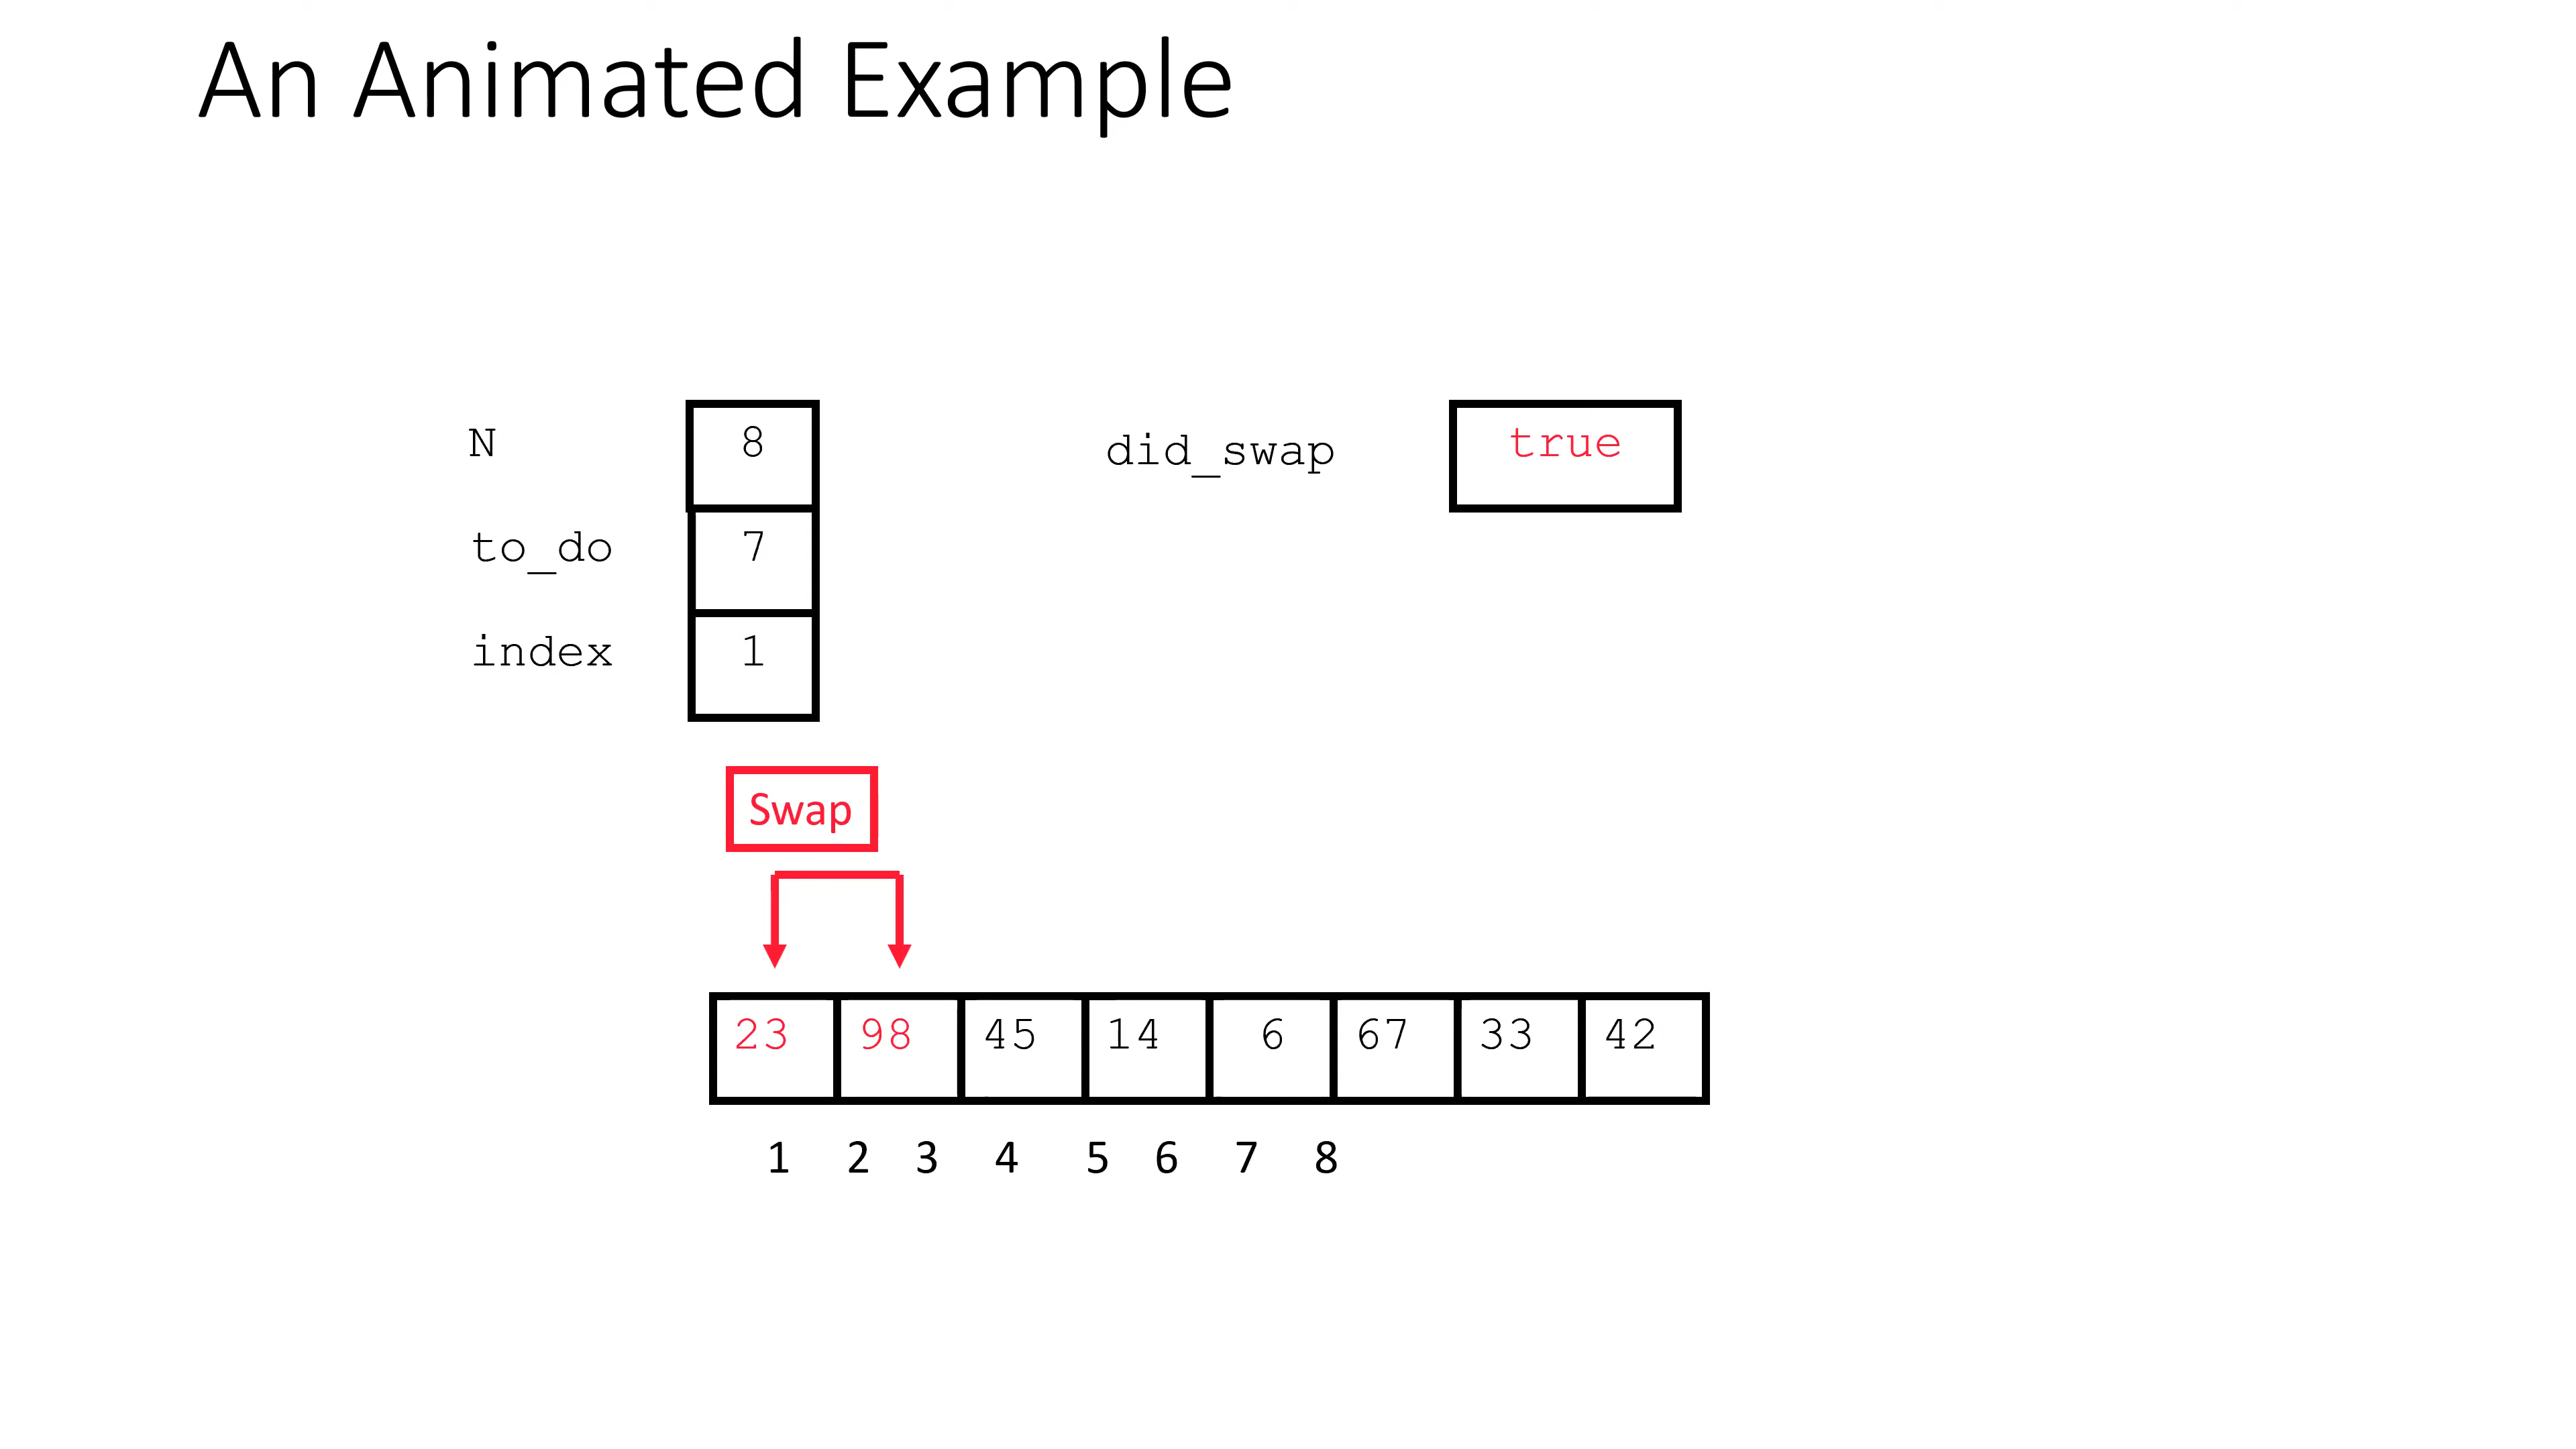 An Animated Example
N 8 did_swap true
to_do 7
index 1
Swap
23 98 45 14 6 67 33 42
1 2 3 4 5 6 7 8